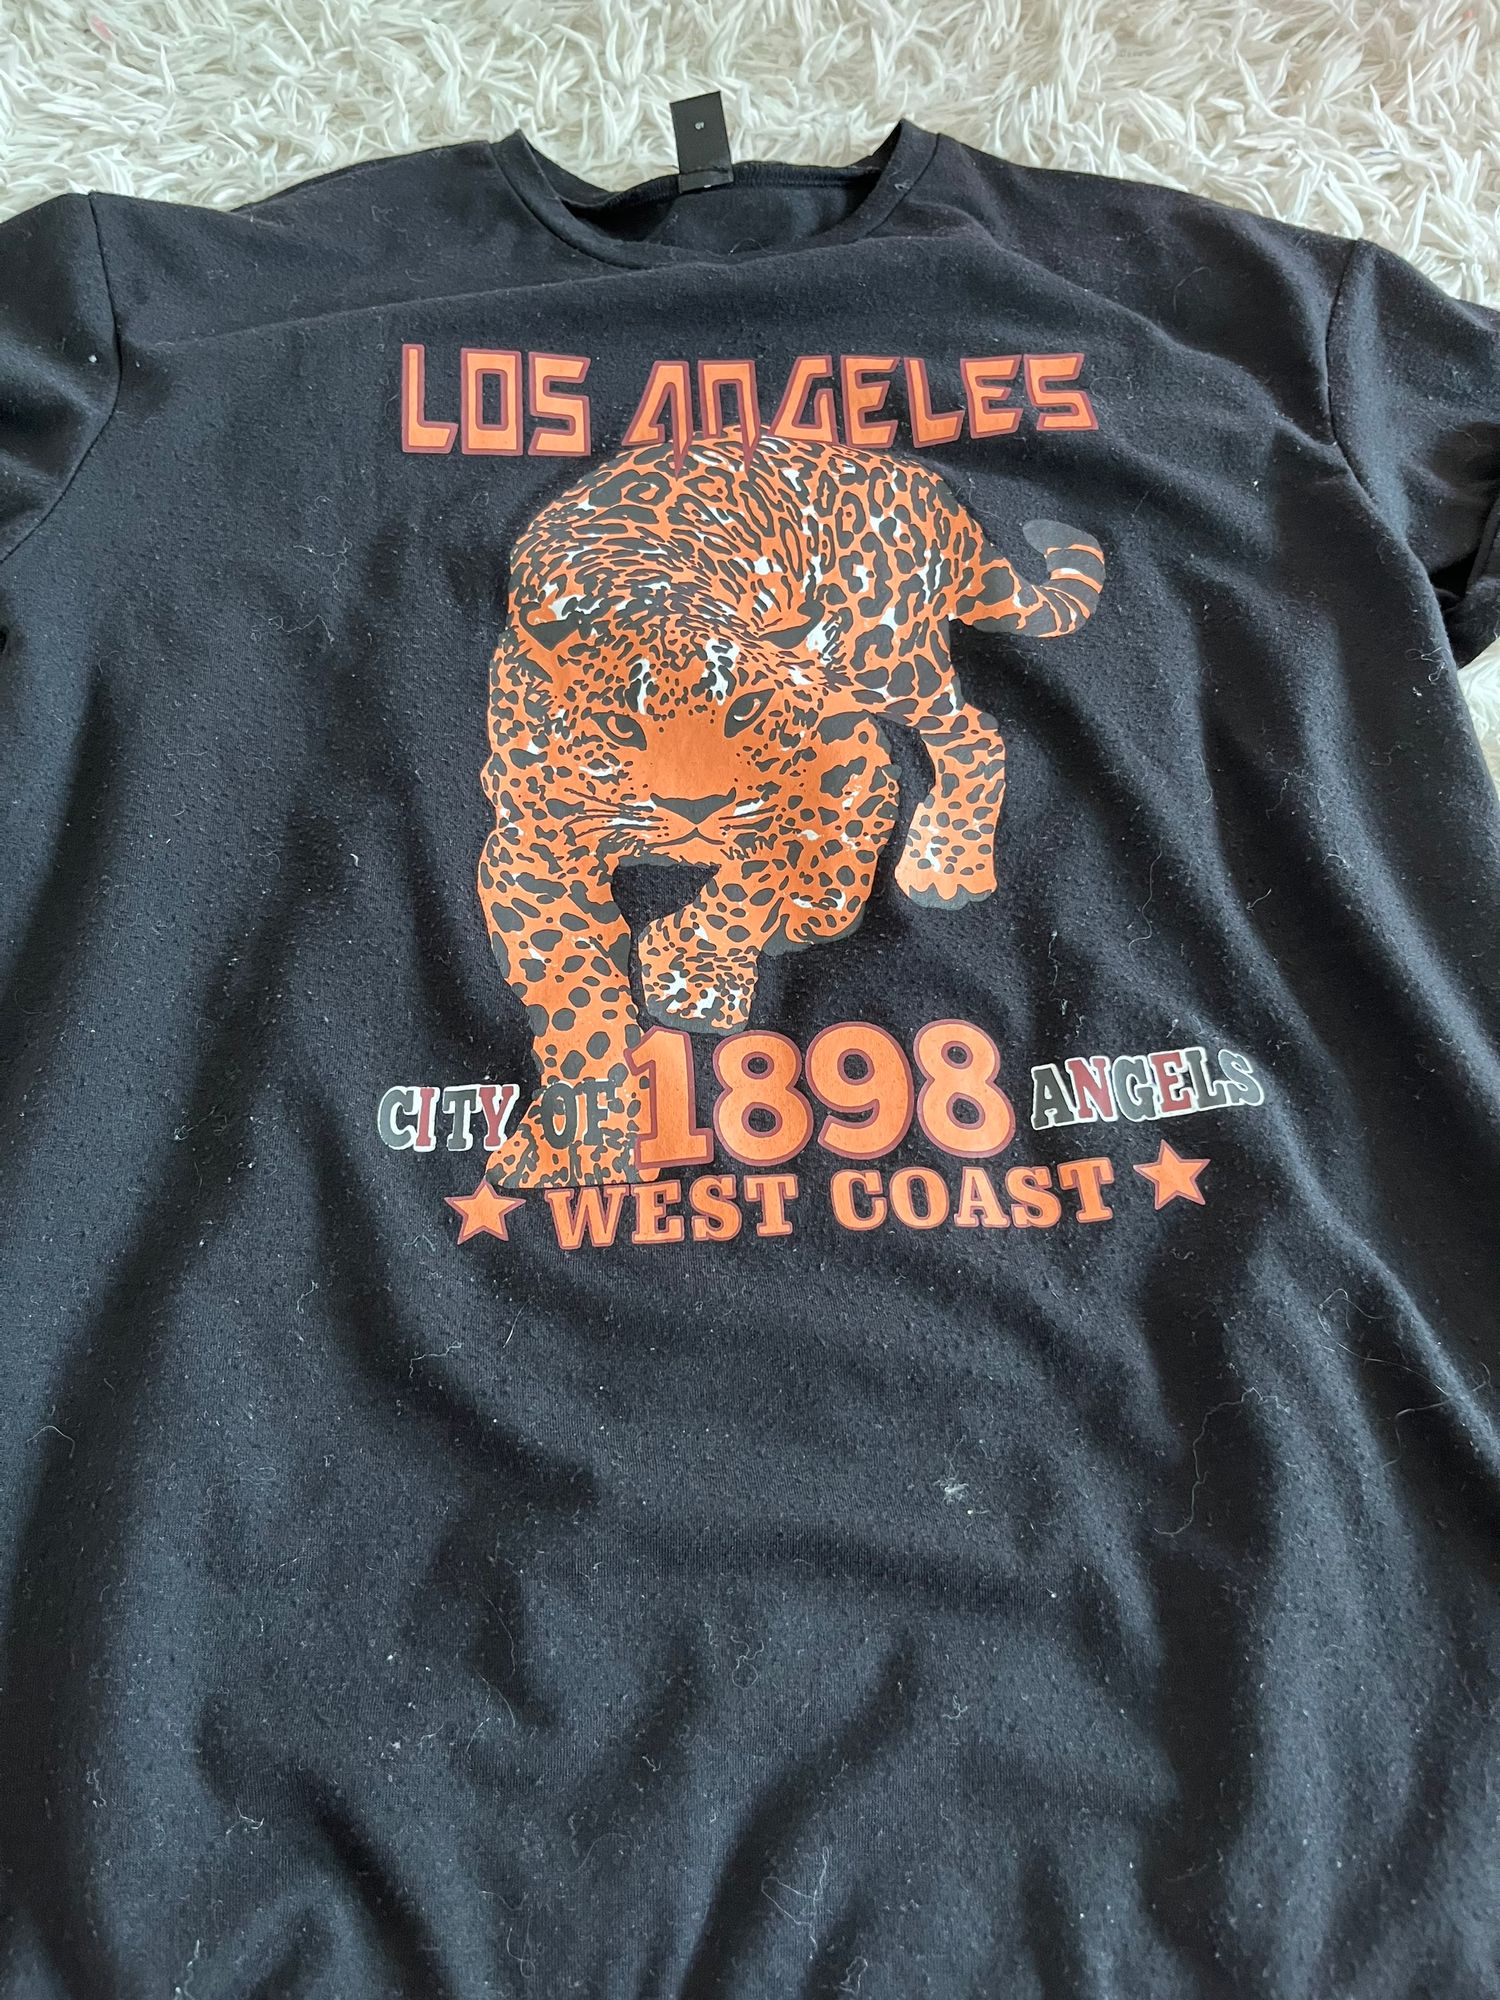 LOS ANGELES
CITY OF 1898 ANGELS
WEST COAST